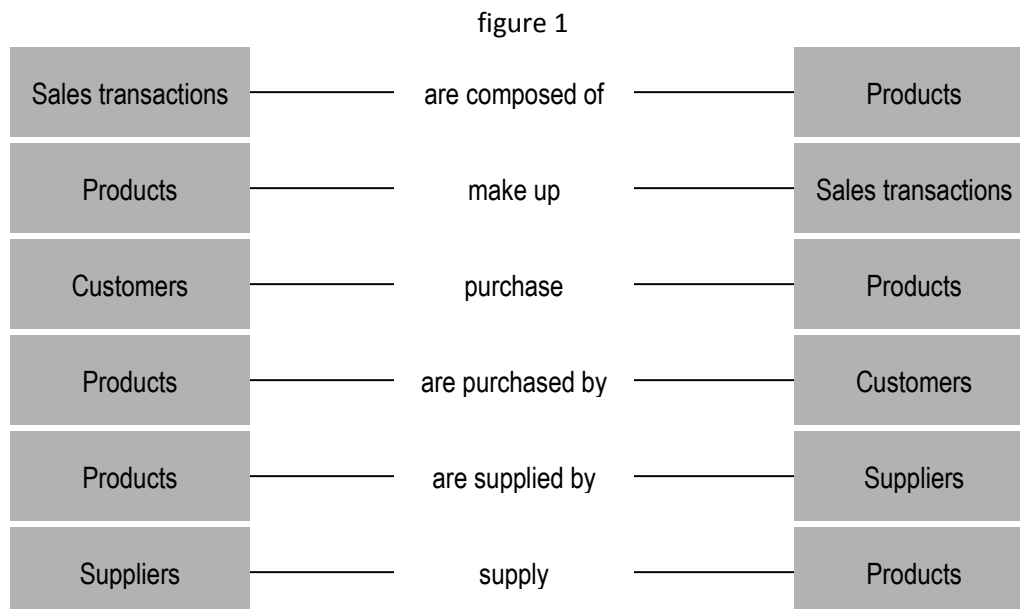 figure 1
Sales transactions are composed of Products
Products make up Sales transactions
Customers purchase Products
Products are purchased by Customers
Products are supplied by Suppliers
Suppliers supply Products